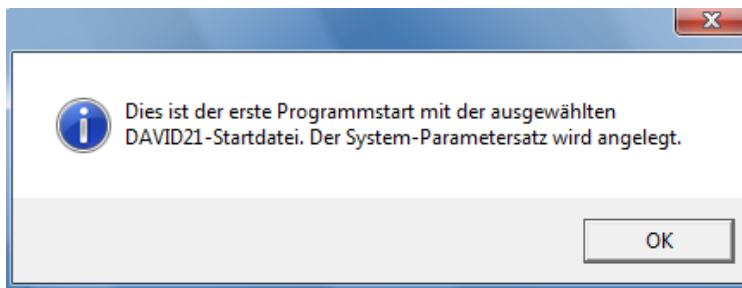 Dies ist der erste Programmstart mit der ausgewählten
DAVID21-Startdatei. Der System-Parametersatz wird angelegt.
OK